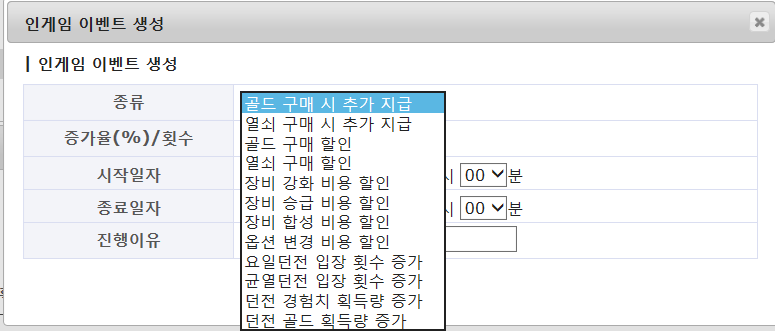 인게임 이벤트 생성
인게임 이벤트 생성
종류
골드 구매 시 추가 지급
열쇠 구매 시 추가 지급
골드 구매 할인
열쇠 구매 할인
장비 강화 비용 할인
장비 승급 비용 할인
장비 합성 비용 할인
옵션 변경 비용 할인
요일던전 입장 횟수 증가
균열던전 입장 횟수 증가
던전 경험치 획득량 증가
던전 골드 획득량 증가
증가율(%)/횟수
시작일자
시 00 분
종료일자
시 00 분
진행이유